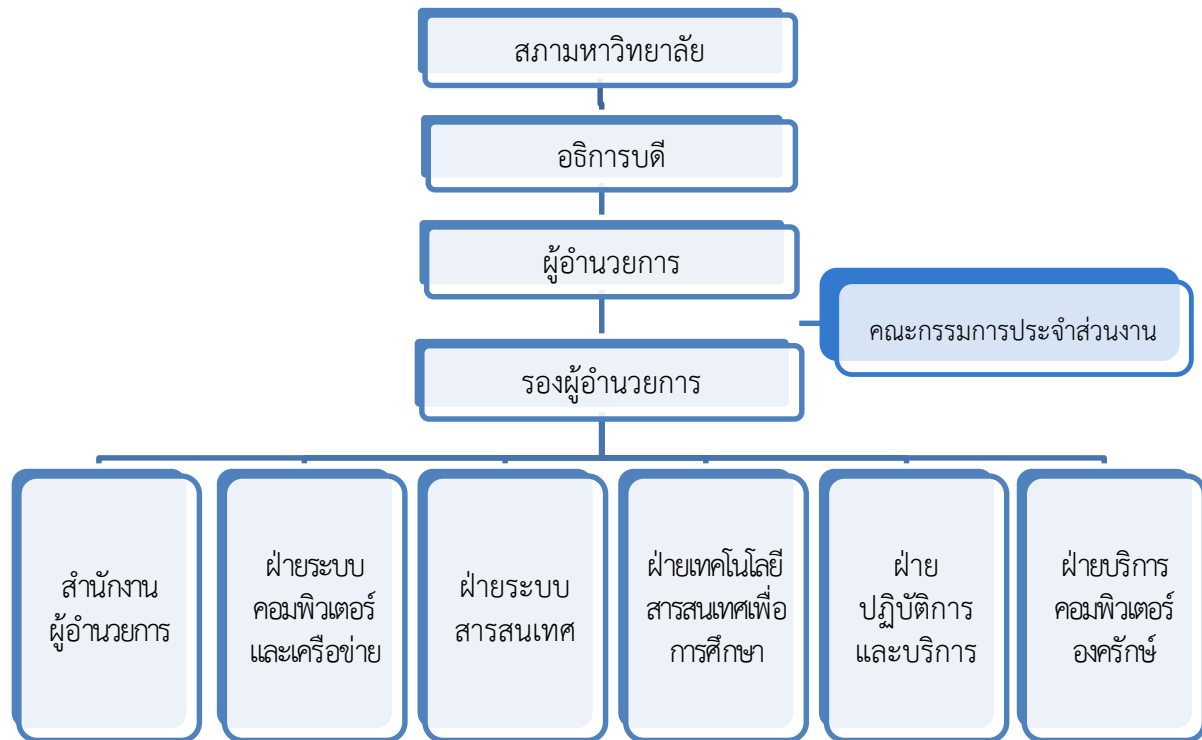 สภามหาวิทยาลัย
อธิการบดี
ผู้อำนวยการ
คณะกรรมการประจำส่วนงาน
รองผู้อำนวยการ
สำนักงาน
ผู้อำนวยการ
ฝ่ายระบบ
คอมพิวเตอร์
และเครือข่าย
ฝ่ายระบบ
สารสนเทศ
ฝ่ายเทคโนโลยี
สารสนเทศเพื่อ
การศึกษา
ฝ่าย
ปฏิบัติการ
และบริการ
ฝ่ายบริการ
คอมพิวเตอร์
องครักษ์